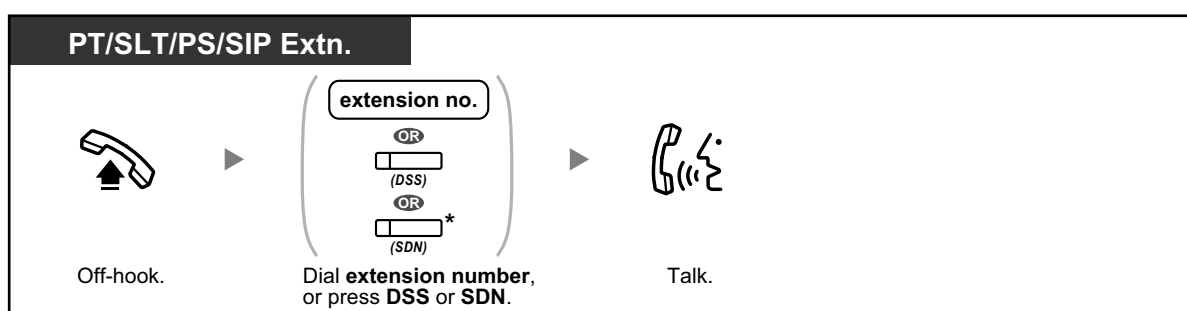 PT/SLT/PS/SIP Extn.
extension no.
OR
(DSS)
OR
*
(SDN)
Off-hook.
Dial extension number,
or press DSS or SDN.
Talk.